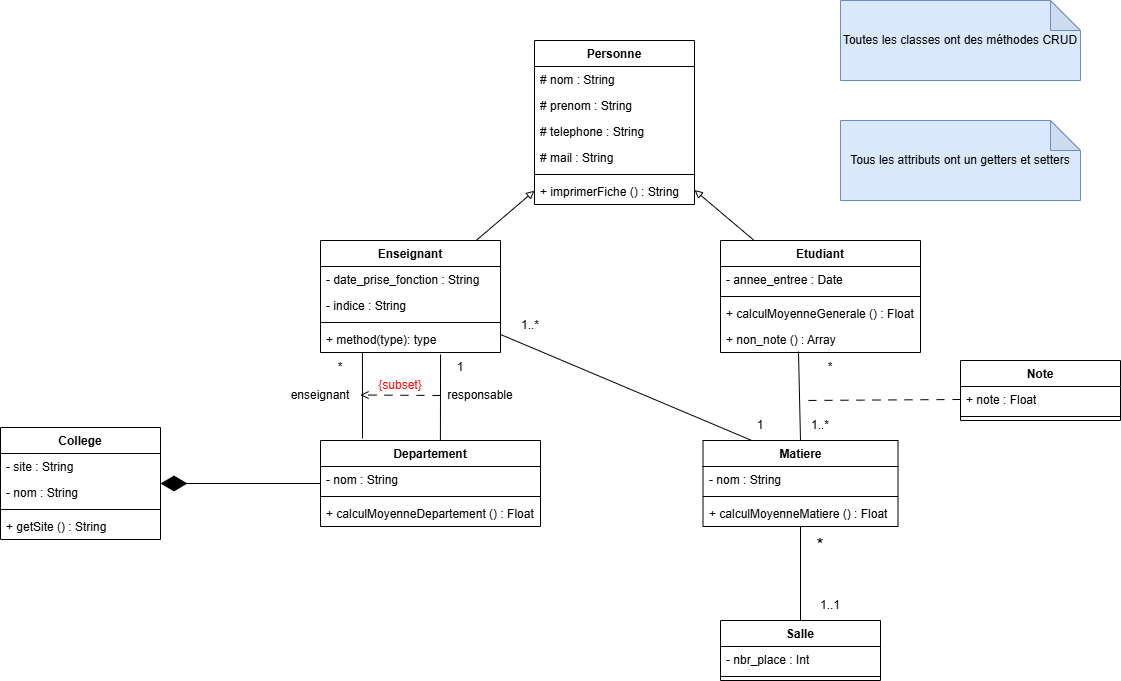 Toutes les classes ont des méthodes CRUD
Personne
# nom : String
# prenom : String
# telephone : String
# mail : String
+ imprimerFiche () : String
Tous les attributs ont un getters et setters
Enseignant
- date_prise_fonction : String
- indice : String
+ method(type): type
Etudiant
- annee_entree : Date
+ calculMoyenneGenerale () : Float
+ non_note () : Array
1..*
*
1
*
enseignant
{subset}
responsable
Note
+ note : Float
1
1..*
College
- site : String
- nom : String
+ getSite () : String
Departement
- nom : String
+ calculMoyenneDepartement () : Float
Matiere
- nom : String
+ calculMoyenneMatiere () : Float
*
1..1
Salle
- nbr_place : Int